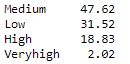 Medium 47.62
Low 31.52
High 18.83
Veryhigh 2.02